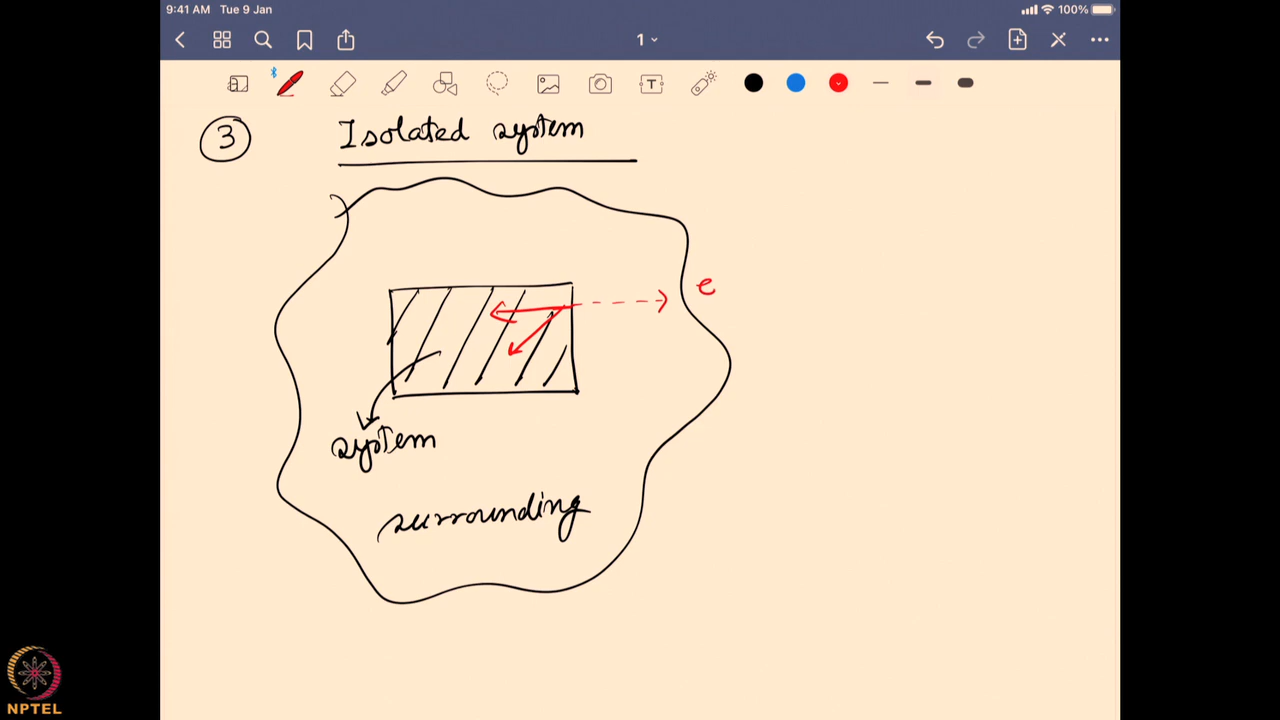 9:41 AM Tue 9 Jan
100%
1
T
3 Isolated system
e
system
surrounding
NPTEL